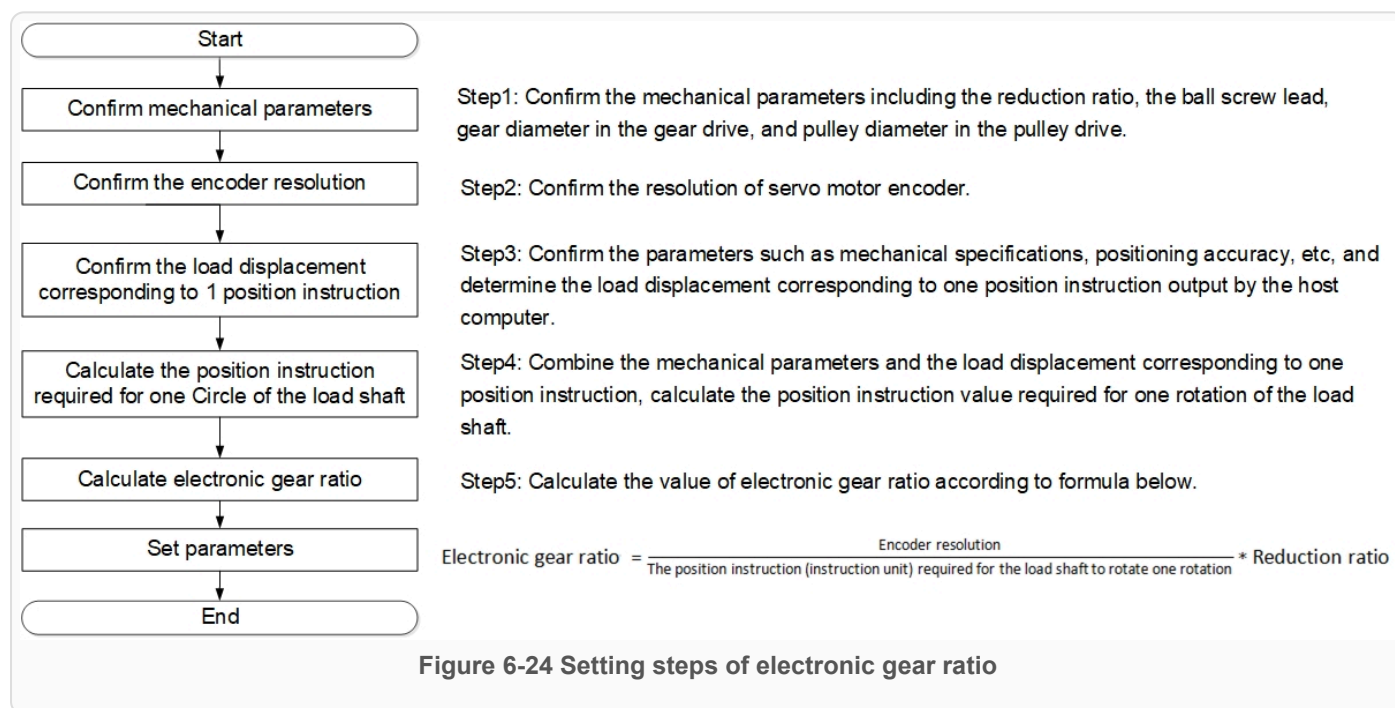 Start
Confirm mechanical parameters
Step1: Confirm the mechanical parameters including the reduction ratio, the ball screw lead,
gear diameter in the gear drive, and pulley diameter in the pulley drive.
Confirm the encoder resolution
Step2: Confirm the resolution of servo motor encoder.
Confirm the load displacement
corresponding to 1 position instruction
Step3: Confirm the parameters such as mechanical specifications, positioning accuracy, etc, and
determine the load displacement corresponding to one position instruction output by the host
computer.
Calculate the position instruction
required for one Circle of the load shaft
Step4: Combine the mechanical parameters and the load displacement corresponding to one
position instruction, calculate the position instruction value required for one rotation of the load
shaft.
Calculate electronic gear ratio
Step5: Calculate the value of electronic gear ratio according to formula below.
Set parameters
Electronic gear ratio = Encoder resolution
The position instruction (instruction unit) required for the load shaft to rotate one rotation * Reduction ratio
End
Figure 6-24 Setting steps of electronic gear ratio